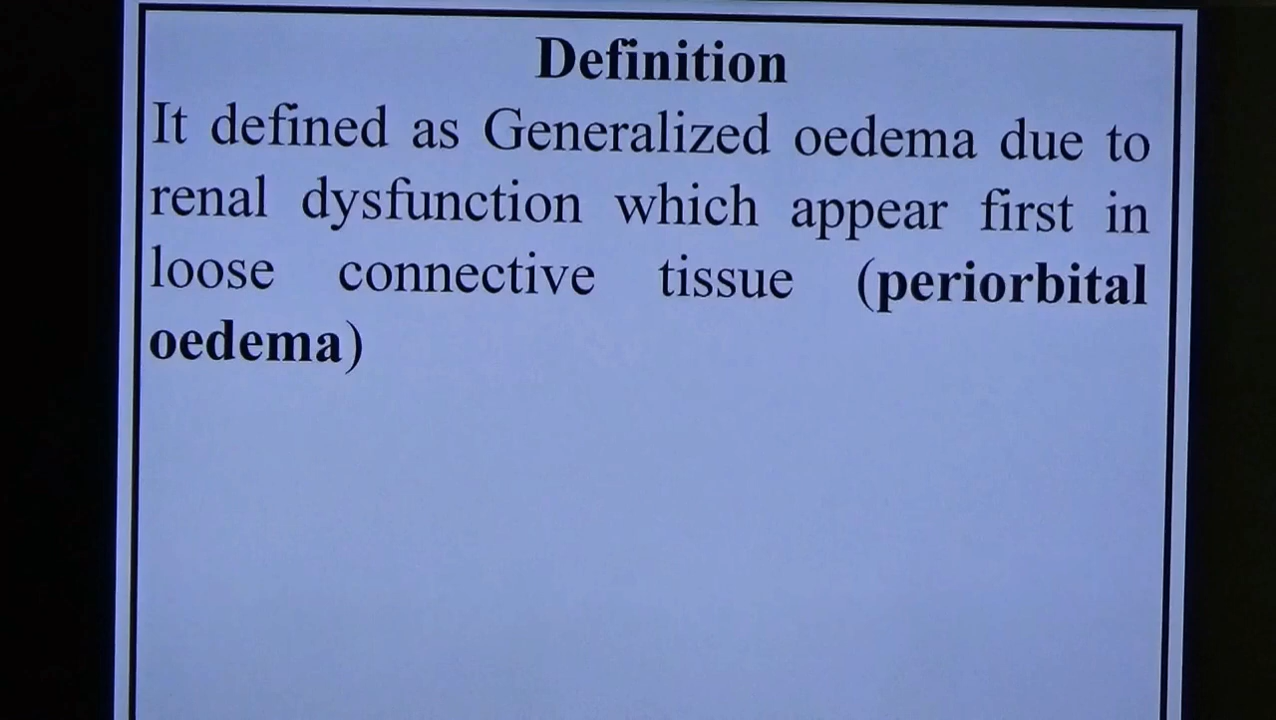 Definition
It defined as Generalized oedema due to
renal dysfunction which appear first in
loose connective tissue (periorbital
oedema)